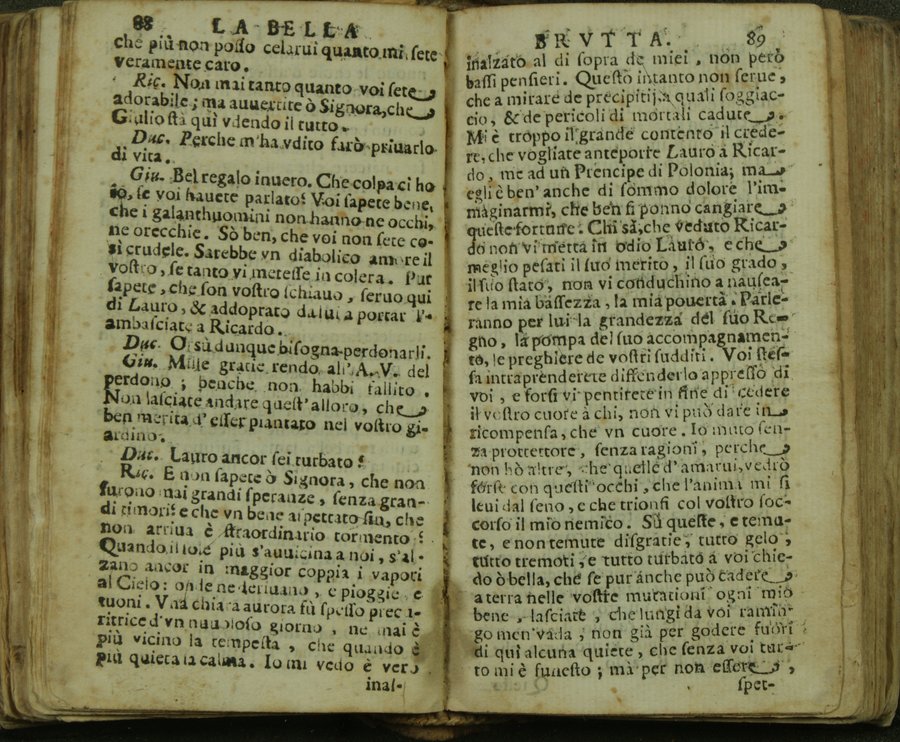 88 LA BELLA
che più non posso celarui quanto mi sete
veramente caro.
Ric. Non mai tanto quanto voi sete
adorabile; ma auuertite ò Signora, che
Giulio stà quì vdendo il tutto.
Duc. Perche m'ha vdito farò priuarlo
di vita.
Giu. Bel regalo inuero. Che colpa ci ho
io, se voi hauete parlato? Voi sapete bene,
che i galanthuomini non hanno ne occhi,
ne orecchie. Sò ben, che voi non sete co-
sì crudele. Sarebbe vn diabolico amore il
vostro, se tanto vi metesse in colera. Pur
sapete, che son vostro schiauo, seruo qui
di Lauro, & addoprato da lui a portar l'-
ambasciate a Ricardo.
Duc. O sù dunque bisogna perdonarli.
Giu. Mille gratie rendo all'A. V. del
perdono; benche non habbi fallito.
Non lasciate andare quest'alloro, che
ben merita d'esser piantato nel vostro gi-
ardino.
Duc. Lauro ancor sei turbato?
Ric. E non sapete ò Signora, che non
furono mai grandi speranze, senza gran-
di timori? e che vn bene aspettato sin, che
non arriua è straordinario tormento?
Quando il sole più s'auuicina a noi, s'al-
zano ancor in maggior coppia i vapori
al Cielo: onde ne deriuano, e pioggie e
tuoni. Vna chiara aurora fù spesso prec r-
ritrice d'vn nuuoloso giorno, ne mai è
più vicino la tempesta, che quando è
più quieta la calma. Io mi vedo è vero
inal-
BRVTTA. 89
inalzato al di sopra de miei, non però
bassi pensieri. Questo intanto non serue,
che a mirare de precipitij, a quali soggiac-
cio, & de pericoli di mortali cadute.
Mi è troppo il grande contento il crede-
re, che vogliate anteporre Lauro a Ricar-
do, me ad un Prencipe di Polonia; ma
egli è ben' anche di sommo dolore l'im-
maginarmi, che ben si ponno cangiare
queste fortune. Chi sà, che veduto Ricar-
do non vi metta in odio Lauro, e che
meglio pesati il suo merito, il suo grado,
il suo stato, non vi conduchino a nausea-
re la mia bassezza, la mia pouertà. Parle-
ranno per lui la grandezza del suo Re-
gno, la pompa del suo accompagnamen-
to, le preghiere de vostri sudditi. Voi stes-
sa intraprenderete diffenderlo appresso di
voi, e forsi vi pentirete in fine di cedere
il vostro cuore à chi, non vi può dare in
ricompensa, che vn cuore. Io muto sen-
za prottettore, senza ragioni, perche
non hò altre, che quelle d'amarui, vedrò
forse con questi occhi, che l'anima mi si
leui dal seno, e che trionfi col vostro soc-
corso il mio nemico. Sù queste, e temu-
te, e non temute disgratie, tutto gelo,
tutto tremoti, e tutto turbato a voi chie-
do ò bella, che se pur anche può cadere
a terra nelle vostre mutationi ogni mio
bene, lasciate, che lungi da voi ramin-
go men'vada, non già per godere fuori
di qui alcuna quiete, che senza voi tut-
to mi è funesto; mà per non essere,
spet-